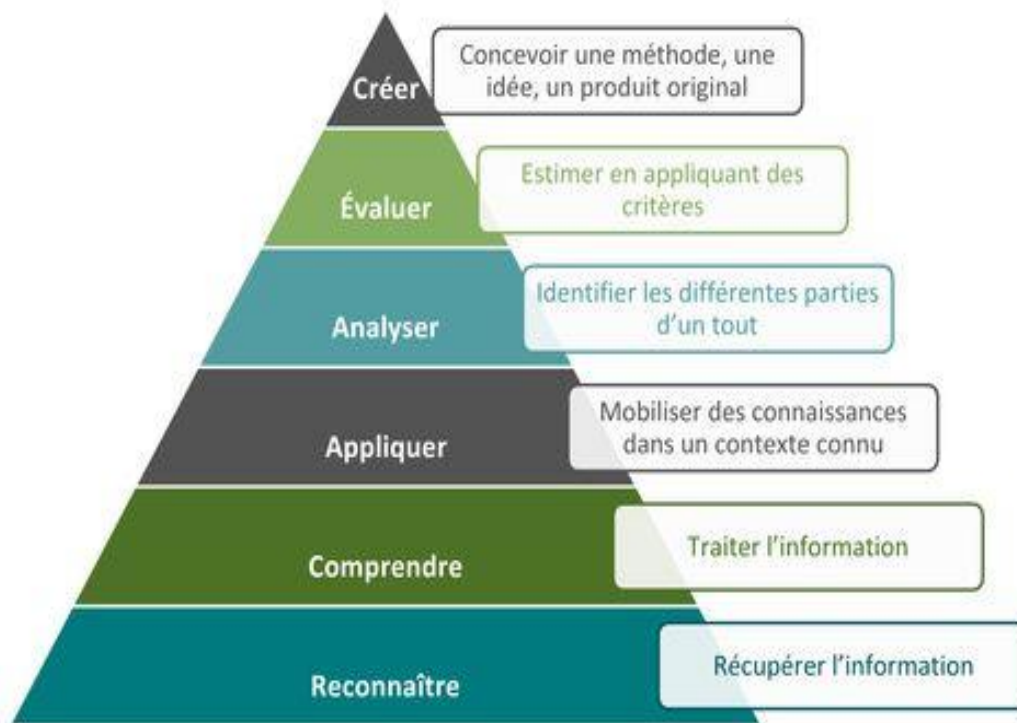 Créer
Concevoir une méthode, une
idée, un produit original
Évaluer
Estimer en appliquant des
critères
Analyser
Identifier les différentes parties
d'un tout
Appliquer
Mobiliser des connaissances
dans un contexte connu
Comprendre
Traiter l'information
Reconnaître
Récupérer l'information